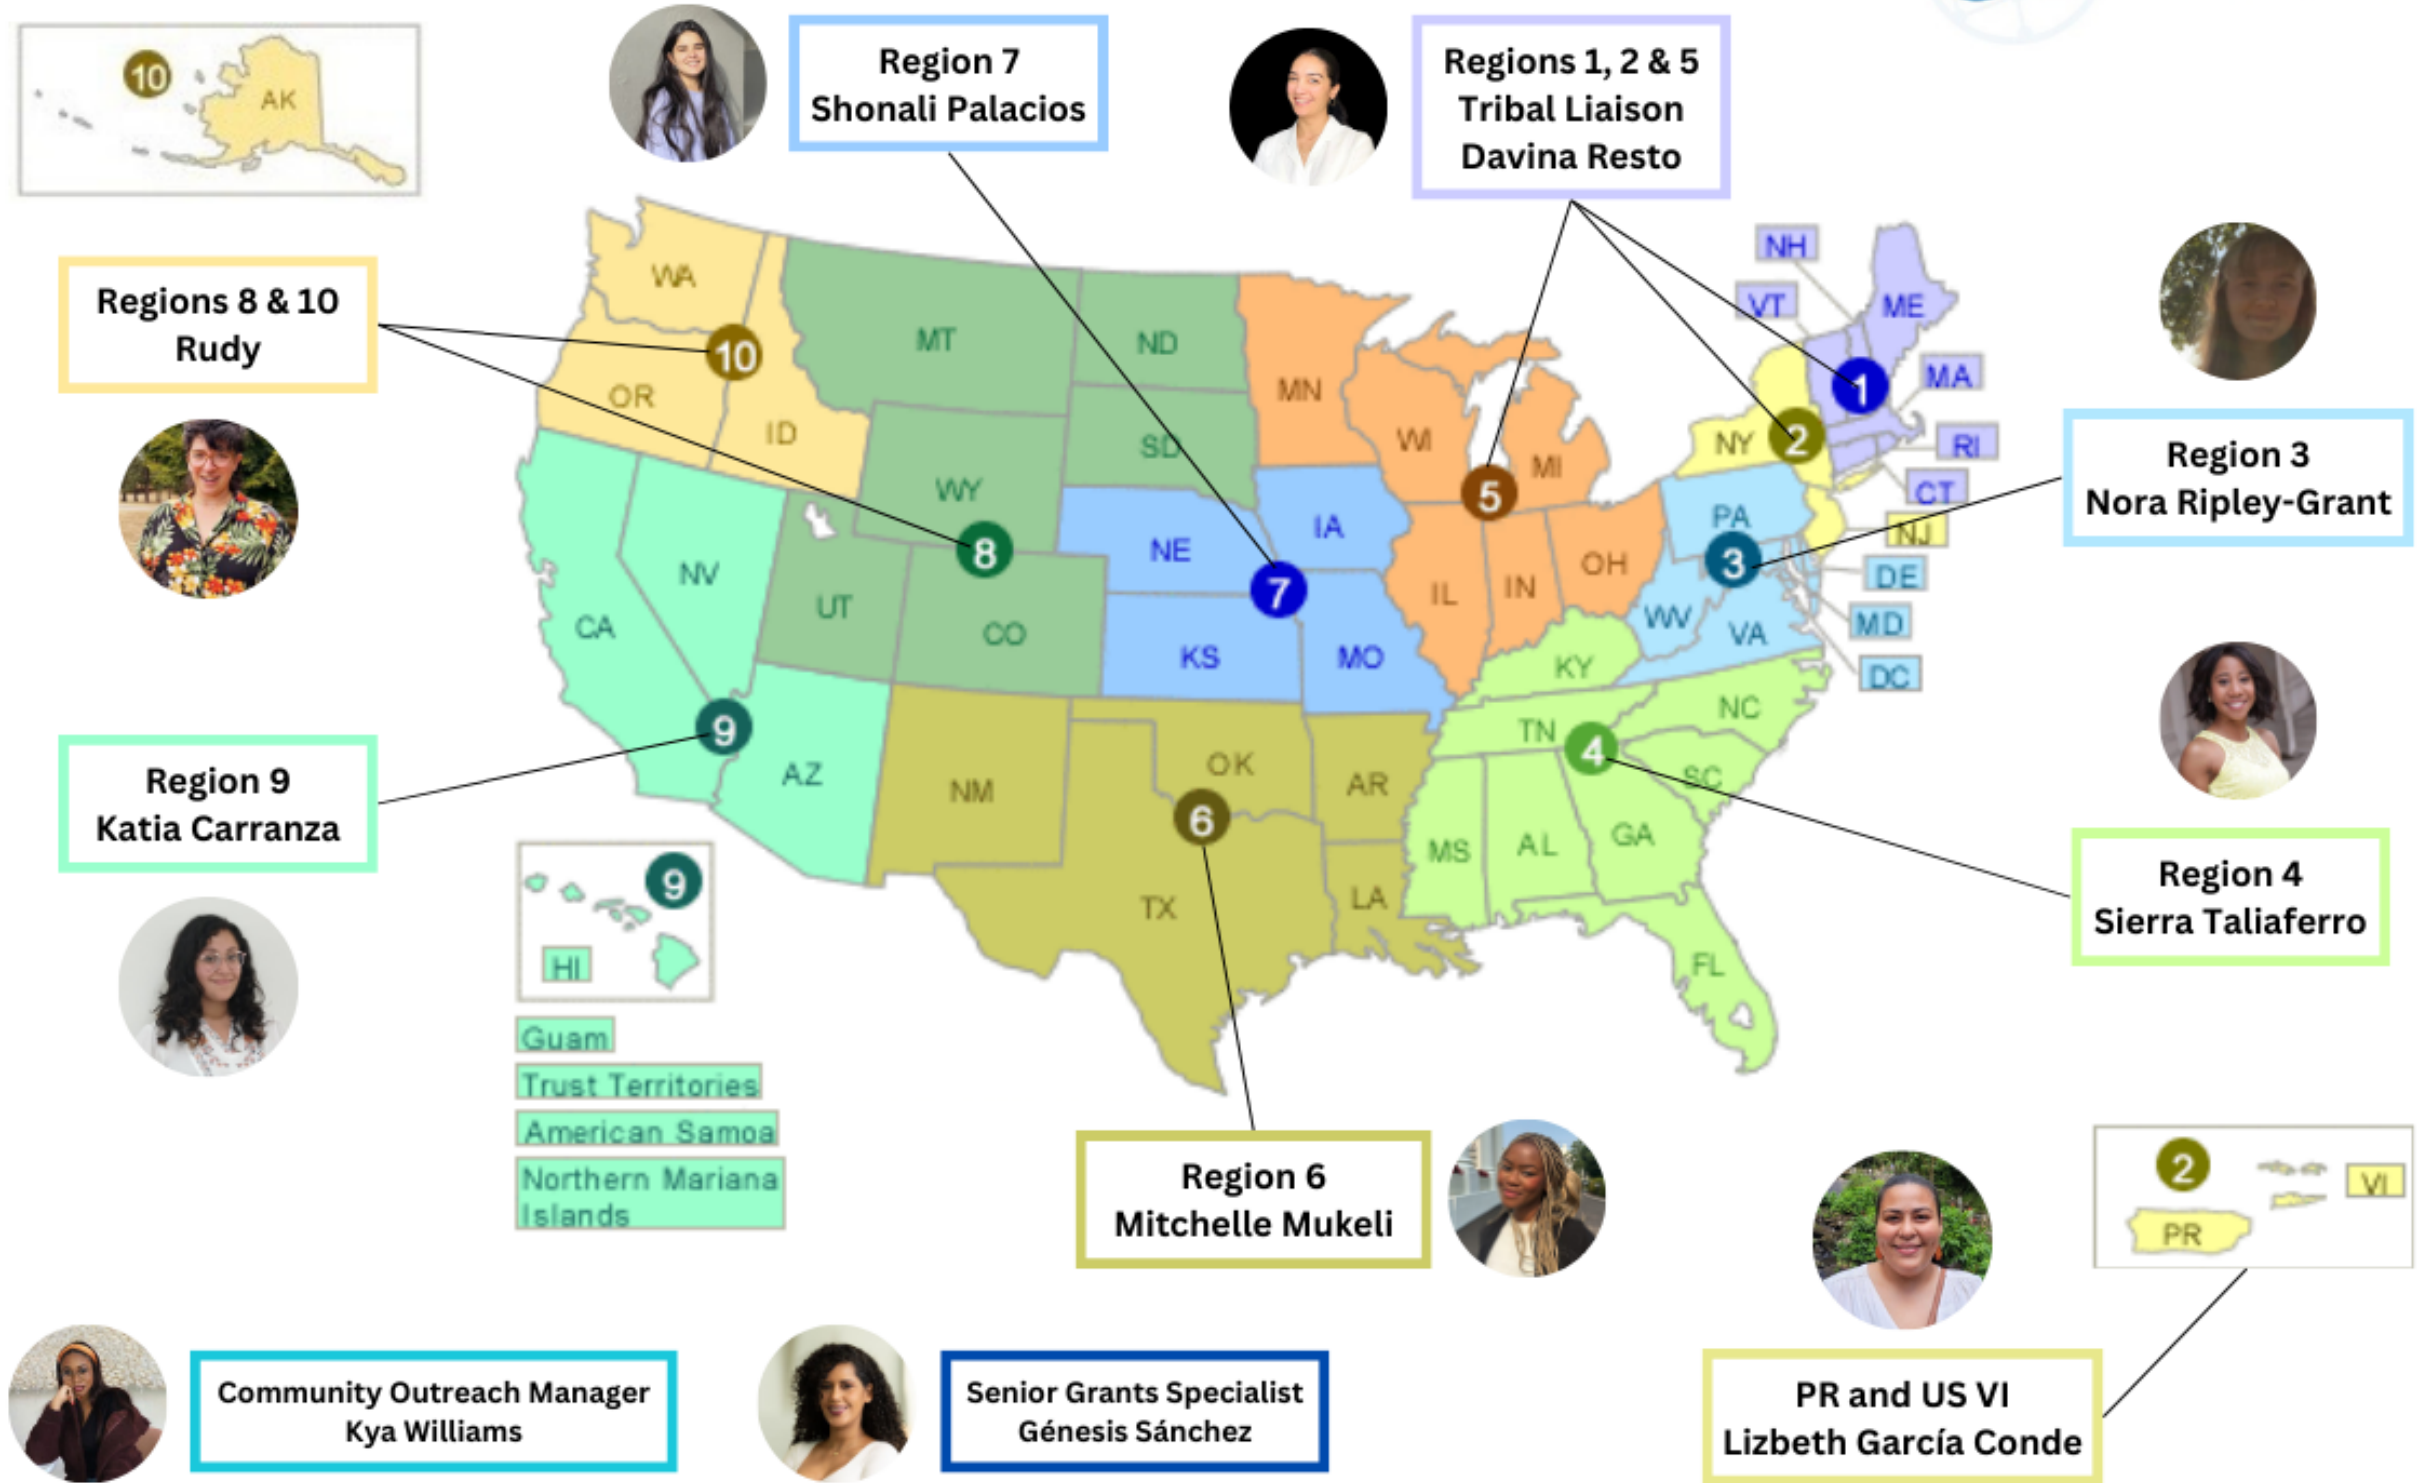 10
AK
Region 7
Shonali Palacios
Regions 1, 2 & 5
Tribal Liaison
Davina Resto
Regions 8 & 10
Rudy
WA
OR
ID
10
MT
ND
SD
WY
8
UT
CO
MN
WI
MI
5
IL
IN
OH
NE
IA
7
KS
MO
NH
VT
ME
1
MA
RI
CT
NY
2
NJ
PA
3
WV
VA
DE
MD
DC
Region 3
Nora Ripley-Grant
CA
NV
9
AZ
Region 9
Katia Carranza
NM
OK
AR
6
TX
LA
KY
TN
NC
4
SC
MS
AL
GA
FL
Region 4
Sierra Taliaferro
9
HI
Guam
Trust Territories
American Samoa
Northern Mariana
Islands
Region 6
Mitchelle Mukeli
2
VI
PR
Community Outreach Manager
Kya Williams
Senior Grants Specialist
Génesis Sánchez
PR and US VI
Lizbeth García Conde